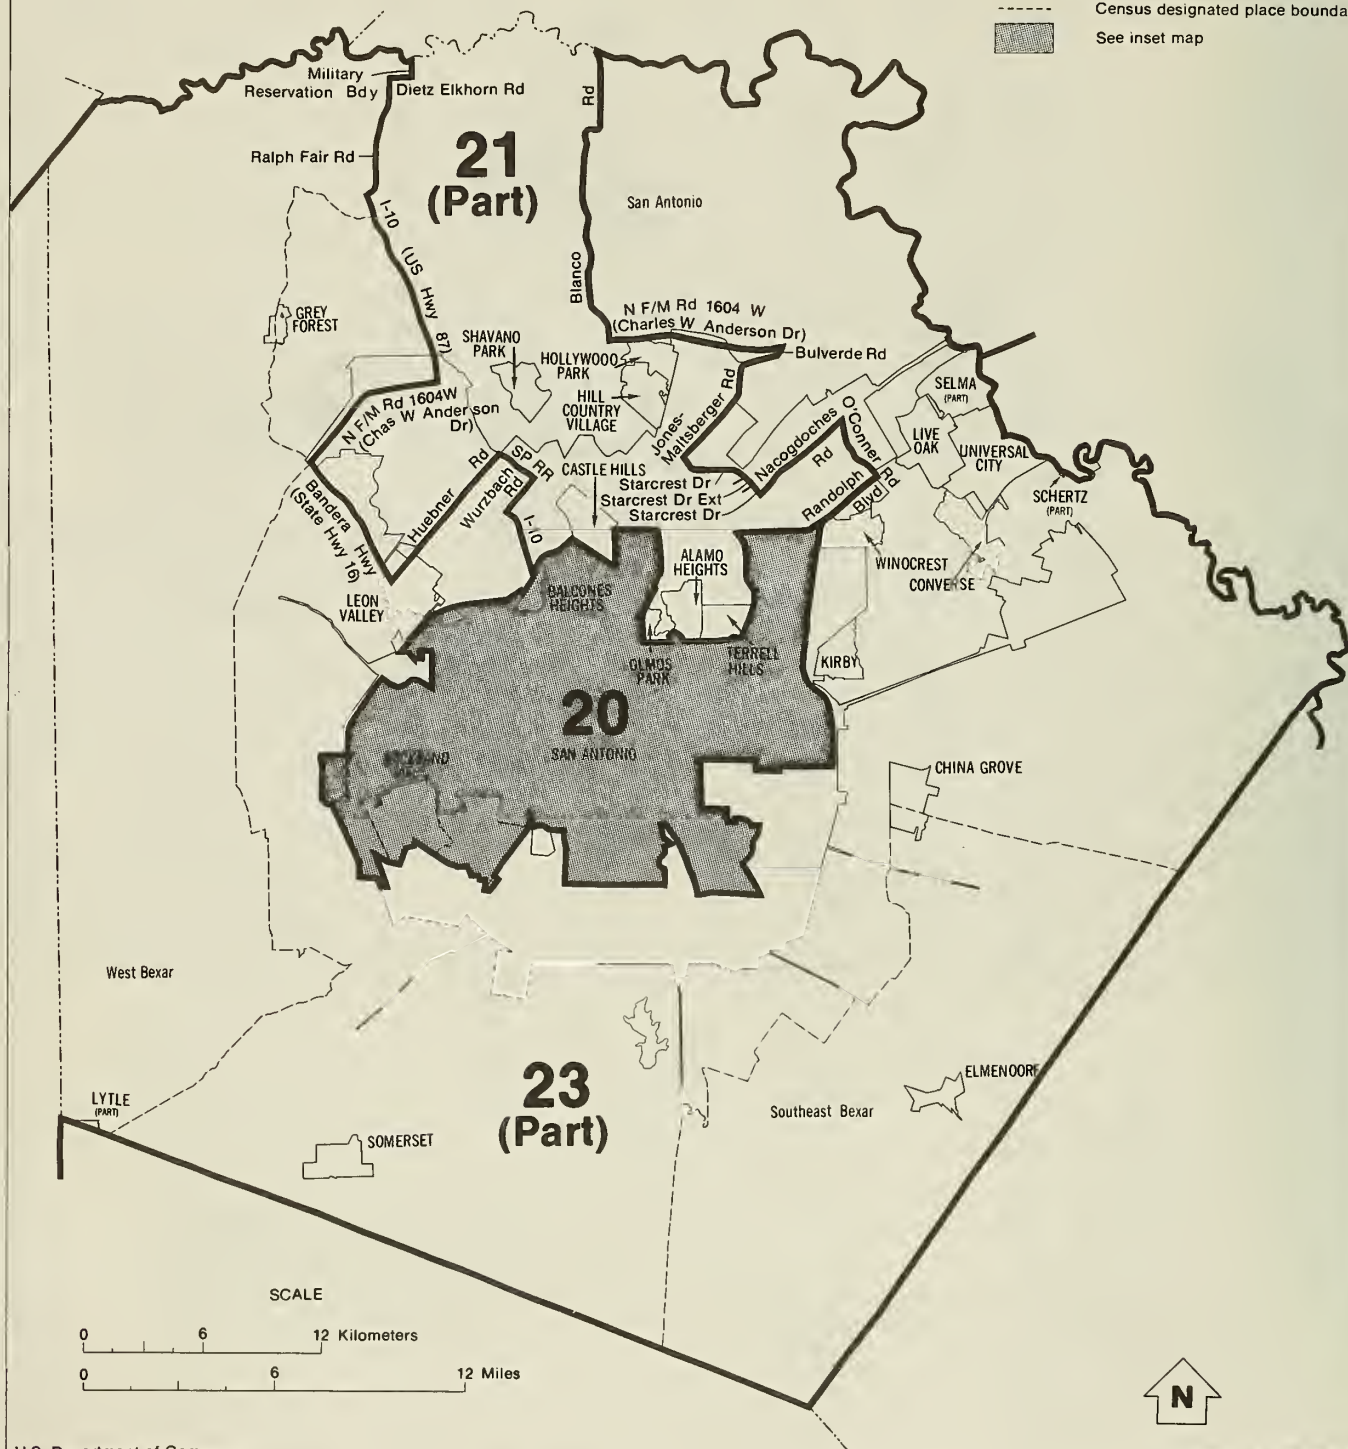 Census designated place bounda
See inset map
Military
Reservation Bdy
Dietz Elkhorn Rd
Ralph Fair Rd
21
(Part)
Blanco Rd
San Antonio
I-10 (US Hwy 87)
GREY
FOREST
N F/M Rd 1604 W
(Charles W Anderson Dr)
Bulverde Rd
SHAVANO
PARK
HOLLYWOOD
PARK
HILL
COUNTRY
VILLAGE
Jones-
Maltsberger Rd
SELMA
(PART)
N F/M Rd 1604W
(Chas W Anderson
Dr)
Nacogdoches
Rd
O'Conner Rd
LIVE
OAK
UNIVERSAL
CITY
Bandera Hwy
(State Hwy 16)
Huebner Rd
Wurzbach
Rd
SP RR
CASTLE HILLS
Starcrest Dr
Starcrest Dr Ext
Starcrest Dr
Randolph
Blvd
SCHERTZ
(PART)
I-10
WINOCREST
CONVERSE
ALAMO
HEIGHTS
LEON
VALLEY
BALCONES
HEIGHTS
OLMOS
PARK
TERRELL
HILLS
KIRBY
20
SAN ANTONIO
CHINA GROVE
West Bexar
23
(Part)
ELMENOORF
Southeast Bexar
LYTLE
(PART)
SOMERSET
SCALE
0 6 12 Kilometers
0 6 12 Miles
N